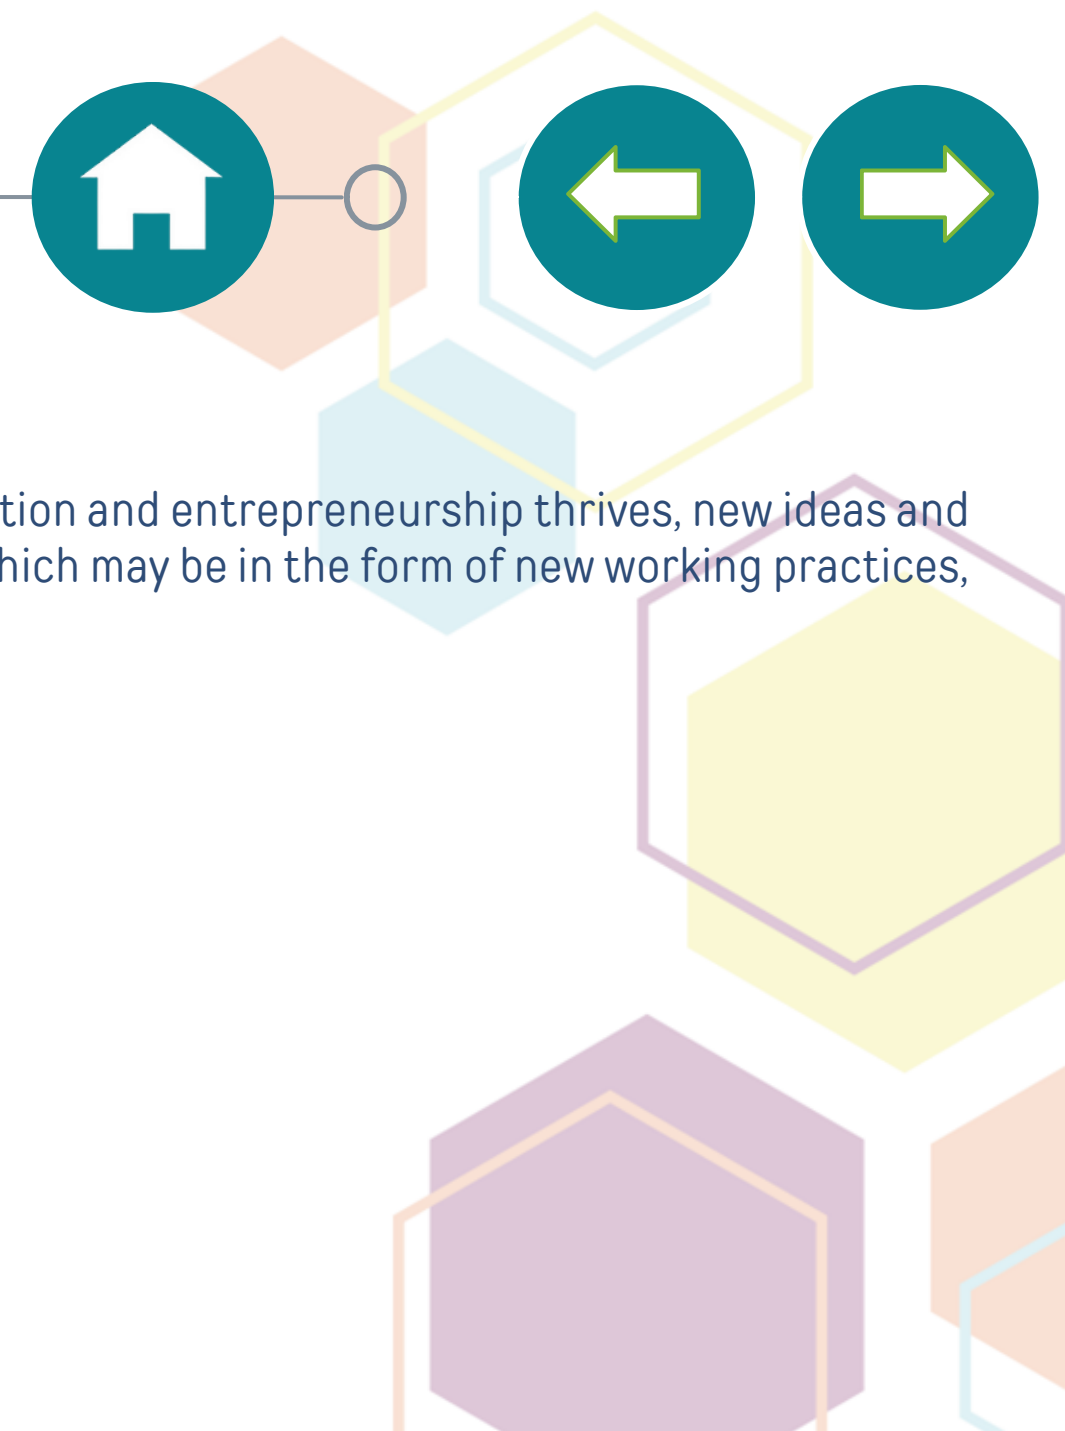 tion and entrepreneurship thrives, new ideas and
hich may be in the form of new working practices,